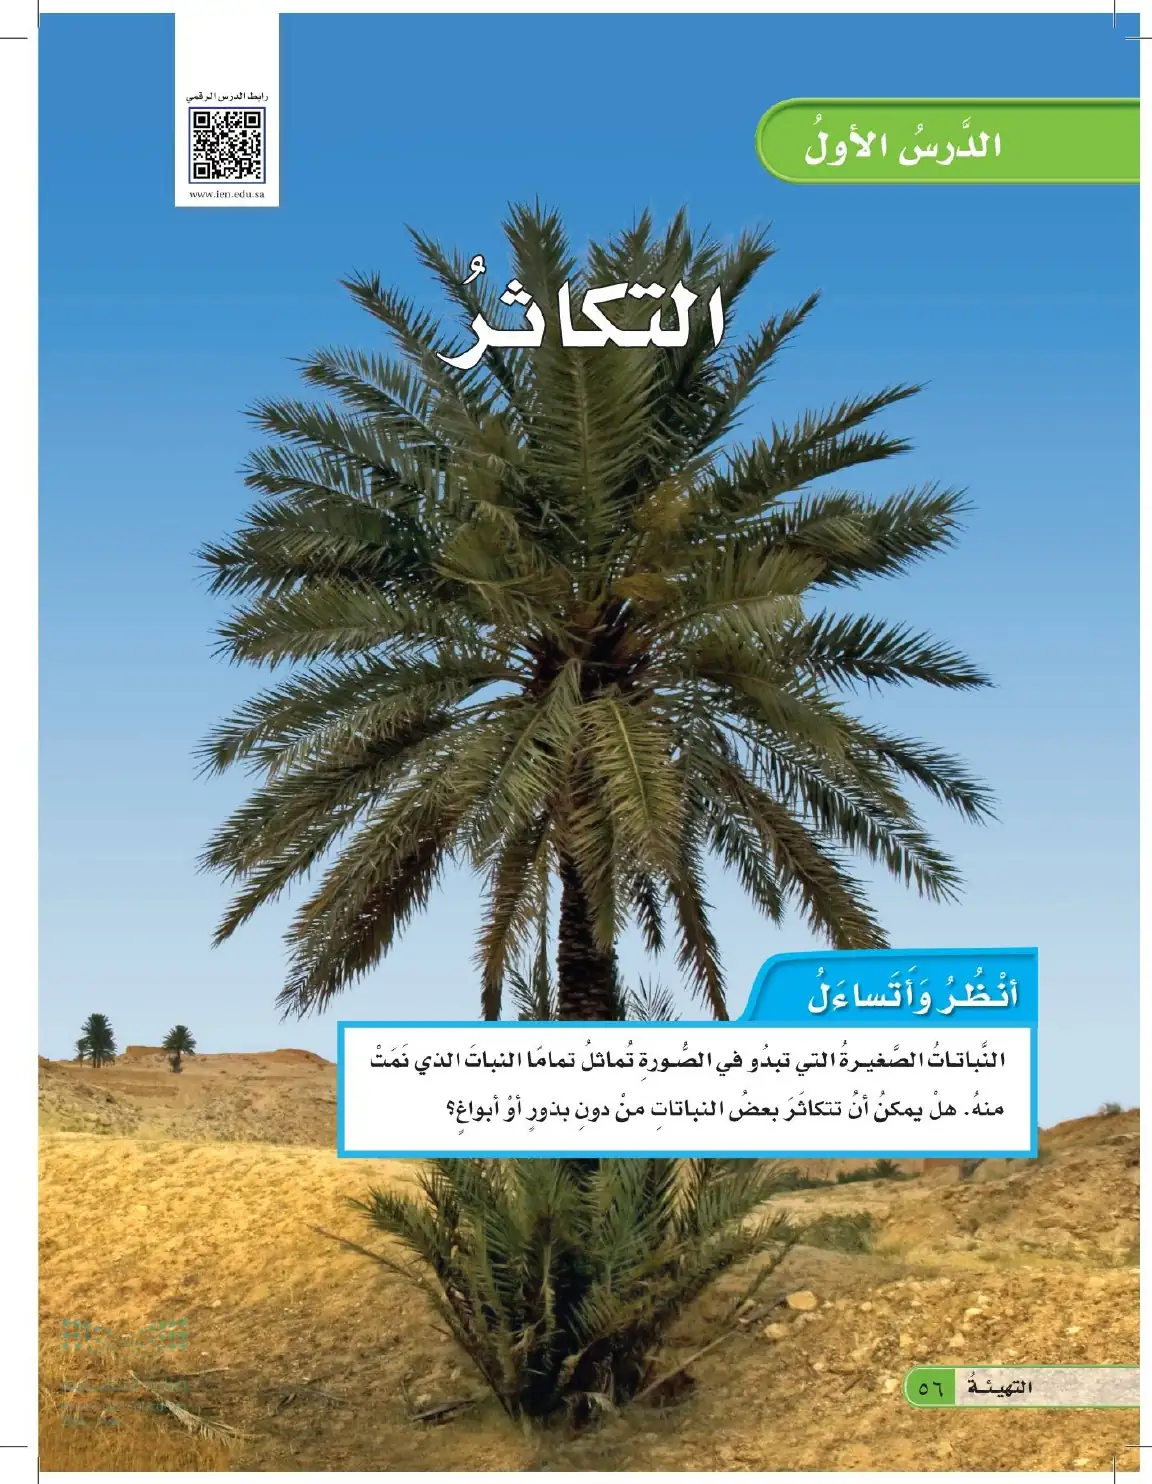 رابط الدرس الرقمي
www.ien.edu.sa
الدَّرسُ الأولُ
التكاثرُ
أنْظُرُ وَأَتَساءَلُ
النَّباتاتُ الصَّغيرةُ التي تبدُو في الصُّورةِ تُماثلُ تمامًا النباتَ الذي نَمَتْ
منهُ. هلْ يمكنُ أنْ تتكاثَرَ بعضُ النباتاتِ منْ دونِ بذورٍ أوْ أبواغٍ؟
التهيئةُ ٥٦